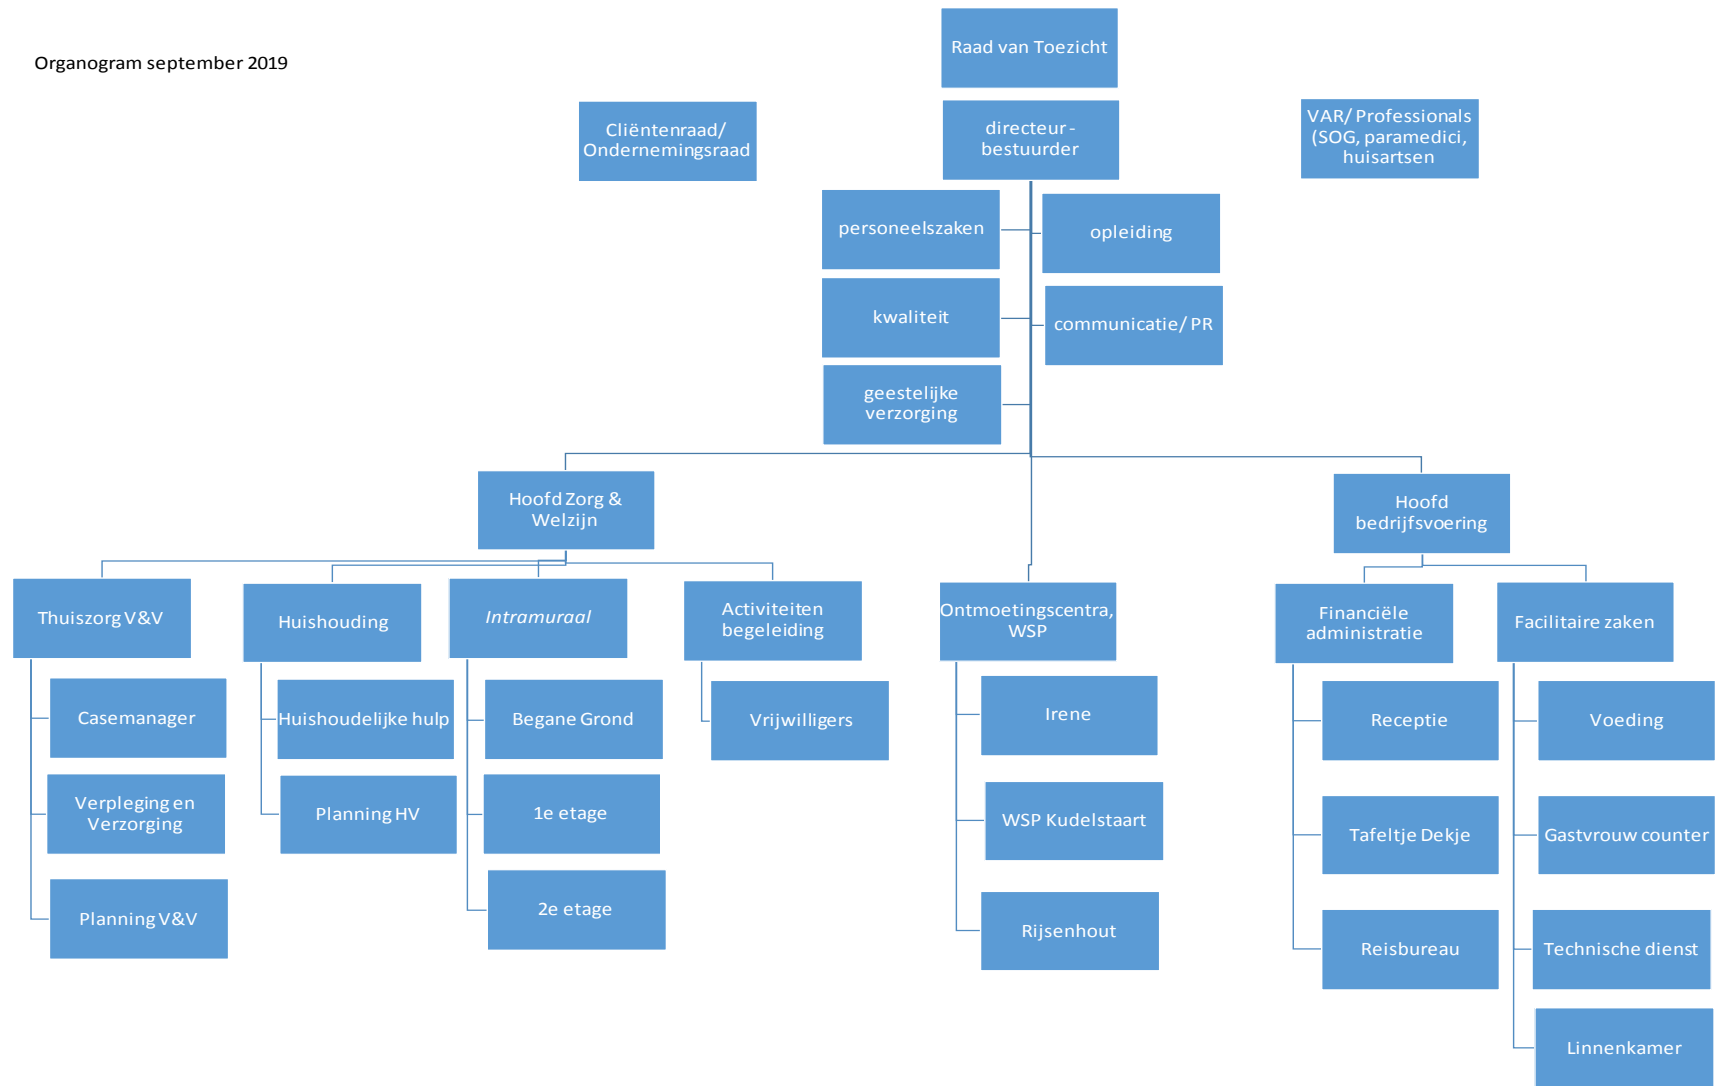 Organogram september 2019
Raad van Toezicht
Cliëntenraad/
Ondernemingsraad
directeur -
bestuurder
VAR/ Professionals
(SOG, paramedici,
huisartsen
personeelszaken
opleiding
kwaliteit
communicatie/ PR
geestelijke
verzorging
Hoofd Zorg &
Welzijn
Hoofd
bedrijfsvoering
Thuiszorg V&V
Huishouding
Intramuraal
Activiteiten
begeleiding
Ontmoetingscentra,
WSP
Financiële
administratie
Facilitaire zaken
Casemanager
Huishoudelijke hulp
Begane Grond
Vrijwilligers
Irene
Receptie
Voeding
Verpleging en
Verzorging
Planning HV
1e etage
WSP Kudelstaart
Tafeltje Dekje
Gastvrouw counter
Planning V&V
2e etage
Rijsenhout
Reisbureau
Technische dienst
Linnenkamer